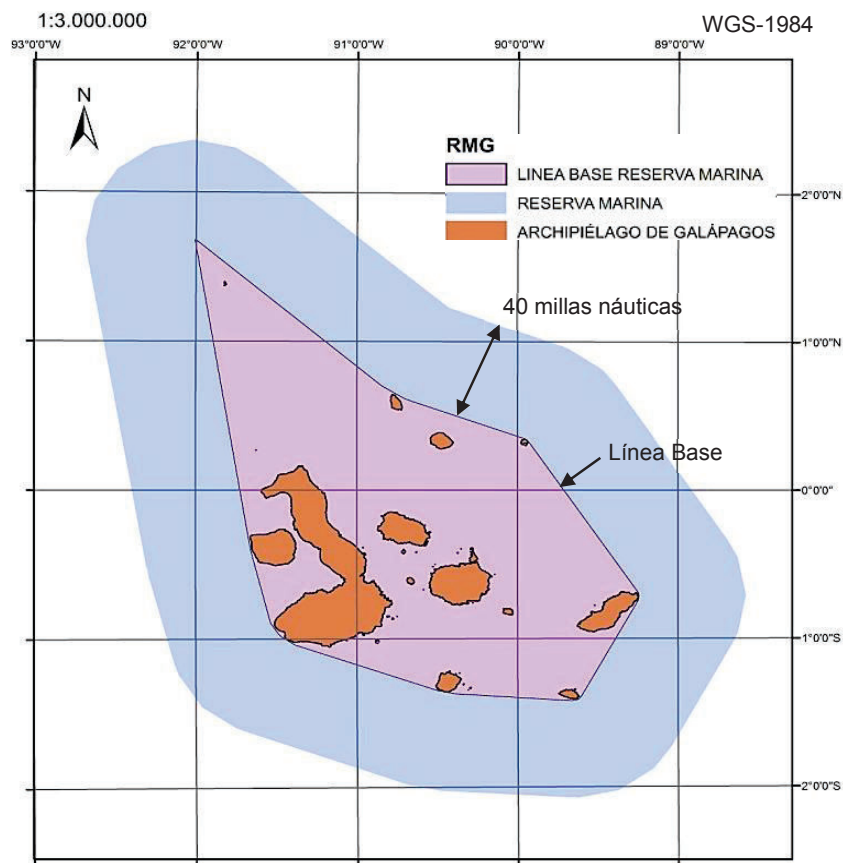 1:3.000.000
WGS-1984
93°0'0"W
92°0'0"W
91°0'0"W
90°0'0"W
89°0'0"W
N
RMG
LINEA BASE RESERVA MARINA
RESERVA MARINA
ARCHIPIÉLAGO DE GALÁPAGOS
2°0'0"N
40 millas náuticas
1°0'0"N
Línea Base
0°0'0"
1°0'0"S
2°0'0"S